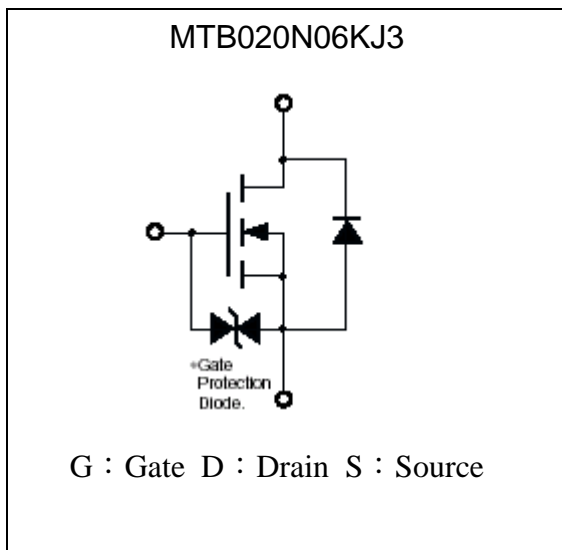 MTB020N06KJ3
*Gate
Protection
Diode.
G：Gate D：Drain S：Source